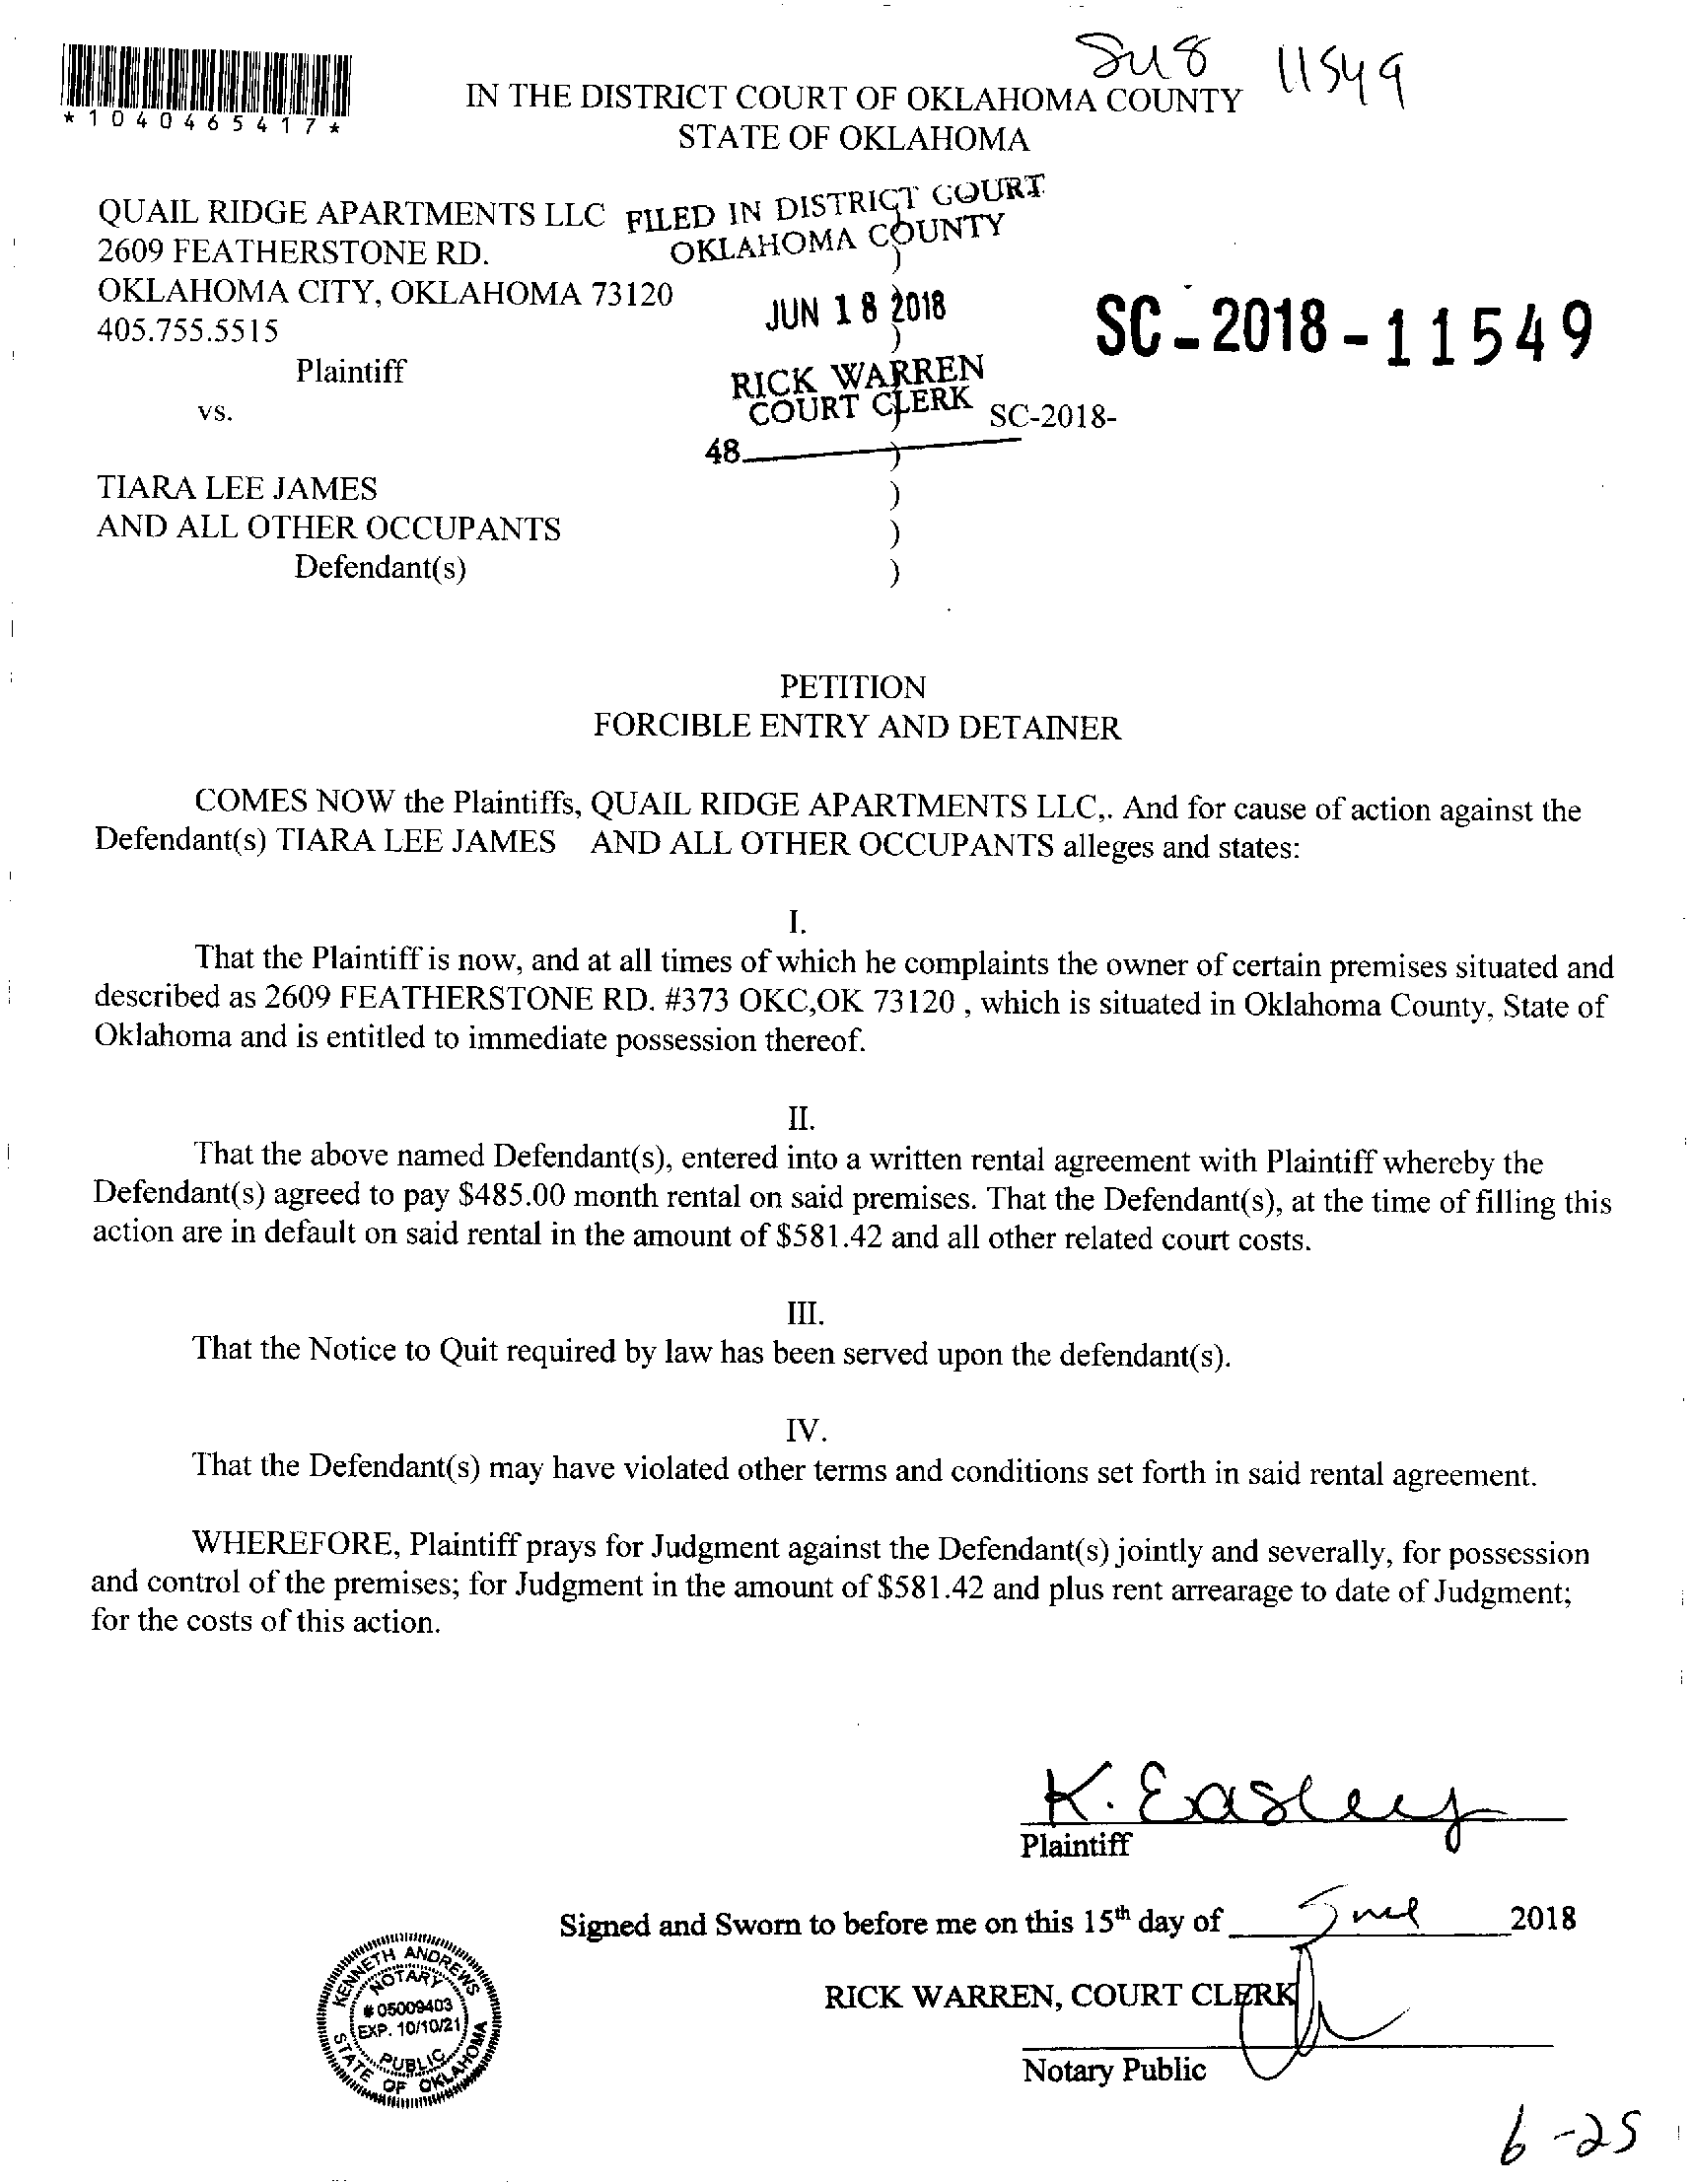 Su8 11549
*1040465417*
IN THE DISTRICT COURT OF OKLAHOMA COUNTY
STATE OF OKLAHOMA
QUAIL RIDGE APARTMENTS LLC
2609 FEATHERSTONE RD.
OKLAHOMA CITY, OKLAHOMA 73120
405.755.5515
Plaintiff
vs.
FILED IN DISTRICT COURT
OKLAHOMA COUNTY
JUN 18 2018
RICK WARREN
COURT CLERK
48
)
)
)
)
)
)
)
SC-2018-11549
SC-2018-
TIARA LEE JAMES
AND ALL OTHER OCCUPANTS
Defendant(s)
PETITION
FORCIBLE ENTRY AND DETAINER
COMES NOW the Plaintiffs, QUAIL RIDGE APARTMENTS LLC,. And for cause of action against the
Defendant(s) TIARA LEE JAMES AND ALL OTHER OCCUPANTS alleges and states:
I.
That the Plaintiff is now, and at all times of which he complaints the owner of certain premises situated and
described as 2609 FEATHERSTONE RD. #373 OKC,OK 73120 , which is situated in Oklahoma County, State of
Oklahoma and is entitled to immediate possession thereof.
II.
That the above named Defendant(s), entered into a written rental agreement with Plaintiff whereby the
Defendant(s) agreed to pay $485.00 month rental on said premises. That the Defendant(s), at the time of filling this
action are in default on said rental in the amount of $581.42 and all other related court costs.
III.
That the Notice to Quit required by law has been served upon the defendant(s).
IV.
That the Defendant(s) may have violated other terms and conditions set forth in said rental agreement.
WHEREFORE, Plaintiff prays for Judgment against the Defendant(s) jointly and severally, for possession
and control of the premises; for Judgment in the amount of $581.42 and plus rent arrearage to date of Judgment;
for the costs of this action.
K. Easley
Plaintiff
Signed and Sworn to before me on this 15th day of June 2018
RICK WARREN, COURT CLERK
Notary Public
KENNETH ANDREWS
NOTARY
# 05009403
EXP. 10/10/21
PUBLIC
STATE OF OKLAHOMA
6-25